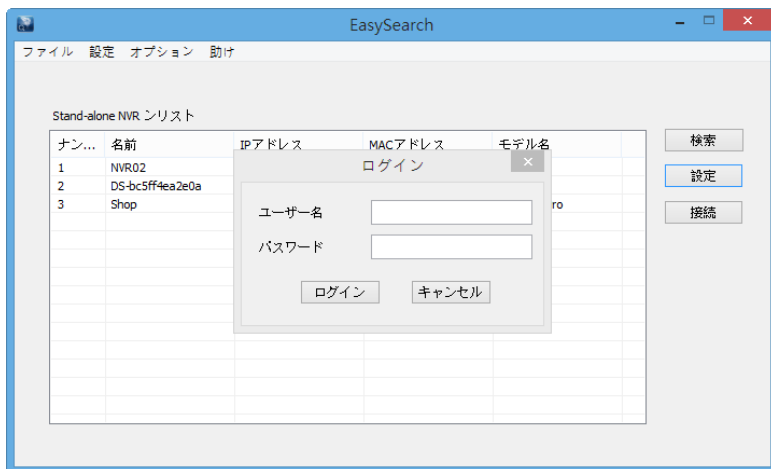 EasySearch
ファイル 設定 オプション 助け
Stand-alone NVR ンリスト
ナン... 名前 IPアドレス MACアドレス モデル名
1 NVR02
2 DS-bc5ff4ea2e0a
3 Shop ro
ログイン
ユーザー名
パスワード
ログイン キャンセル
検索
設定
接続